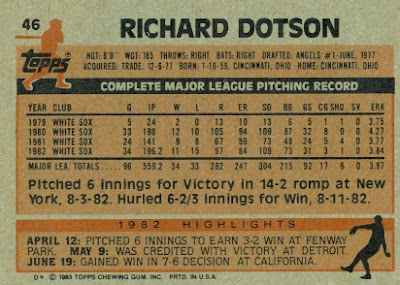 46
RICHARD DOTSON
topps
HGT: 6'0" WGT: 185 THROWS: RIGHT BATS: RIGHT DRAFTED: ANGELS #1-JUNE, 1977
ACQUIRED: TRADE, 12-6-77 BORN: 1-10-59, CINCINNATI, OHIO HOME: CINCINNATI, OHIO
COMPLETE MAJOR LEAGUE PITCHING RECORD
YEAR CLUB G IP W L R ER SO BB GS CG SHO SV ERA
1979 WHITE SOX 5 24 2 0 13 10 13 6 5 1 1 0 3.75
1980 WHITE SOX 33 198 12 10 105 94 109 87 32 8 0 0 4.27
1981 WHITE SOX 24 141 9 8 67 59 73 49 24 5 4 0 3.77
1982 WHITE SOX 34 196.2 11 15 97 84 109 73 31 3 1 0 3.84
MAJOR LEA. TOTALS 96 559.2 34 33 282 247 304 215 92 17 6 0 3.97
Pitched 6 innings for Victory in 14-2 romp at New
York, 8-3-82. Hurled 6-2/3 innings for Win, 8-11-82.
1982 HIGHLIGHTS
APRIL 12: PITCHED 6 INNINGS TO EARN 3-2 WIN AT FENWAY
PARK. MAY 9: WAS CREDITED WITH VICTORY AT DETROIT.
JUNE 19: GAINED WIN IN 7-6 DECISION AT CALIFORNIA.
D* © 1983 TOPPS CHEWING GUM, INC. PRTD. IN U.S.A.